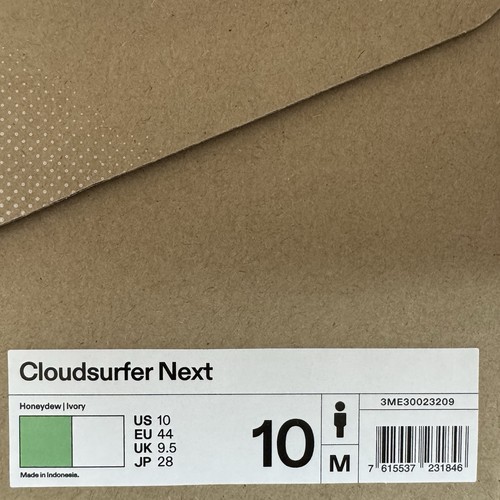 Cloudsurfer Next
Honeydew | Ivory
US 10
EU 44
UK 9.5
JP 28
Made in Indonesia.
10
M
3ME30023209
7 615537 231846